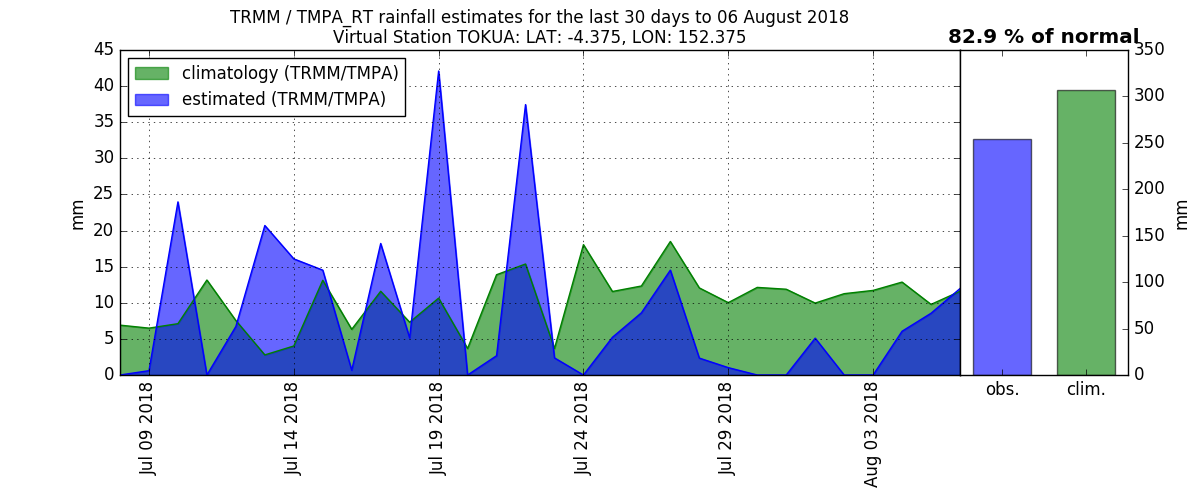 TRMM / TMPA_RT rainfall estimates for the last 30 days to 06 August 2018
Virtual Station TOKUA: LAT: -4.375, LON: 152.375
82.9 % of normal
climatology (TRMM/TMPA)
estimated (TRMM/TMPA)
45
40
35
30
25
20
15
10
5
0
mm
Jul 09 2018
Jul 14 2018
Jul 19 2018
Jul 24 2018
Jul 29 2018
Aug 03 2018
350
300
250
200
150
100
50
0
mm
obs.
clim.